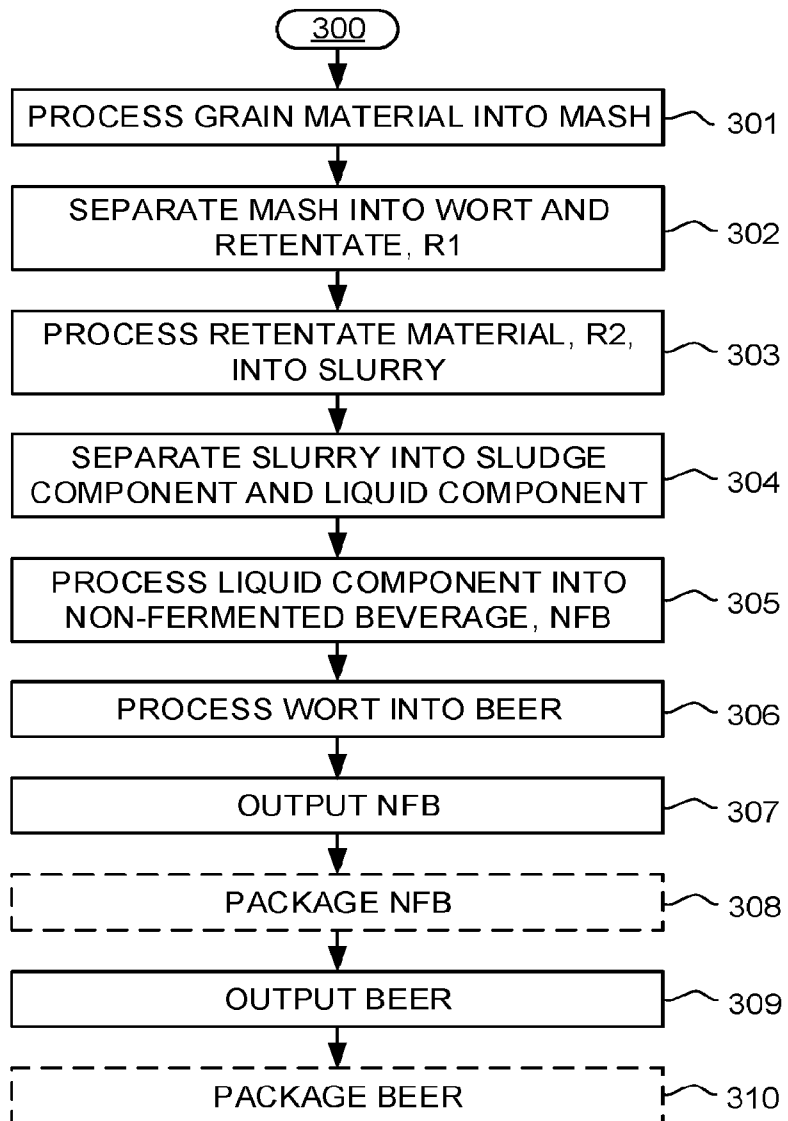 300
PROCESS GRAIN MATERIAL INTO MASH
301
SEPARATE MASH INTO WORT AND
RETENTATE, R1
302
PROCESS RETENTATE MATERIAL, R2,
INTO SLURRY
303
SEPARATE SLURRY INTO SLUDGE
COMPONENT AND LIQUID COMPONENT
304
PROCESS LIQUID COMPONENT INTO
NON-FERMENTED BEVERAGE, NFB
305
PROCESS WORT INTO BEER
306
OUTPUT NFB
307
PACKAGE NFB
308
OUTPUT BEER
309
PACKAGE BEER
310